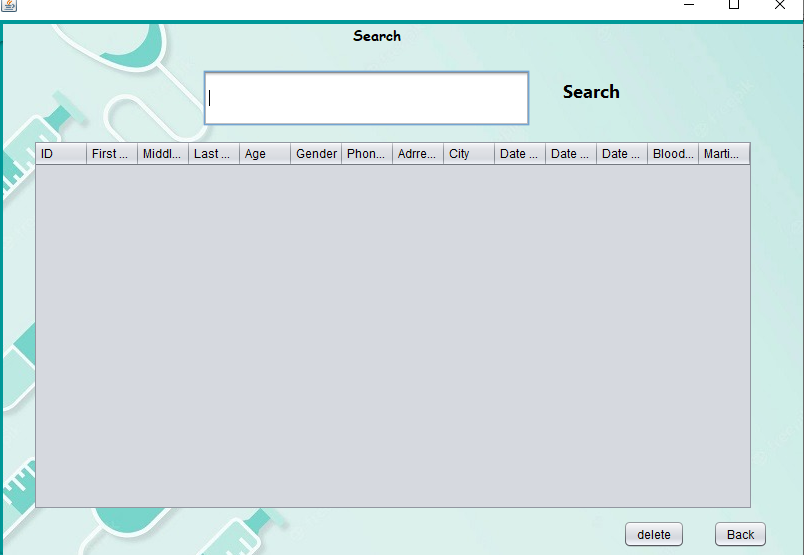 Search
Search
ID First ... Middl... Last ... Age Gender Phon... Adrre... City Date ... Date ... Date ... Blood... Marti...
delete Back